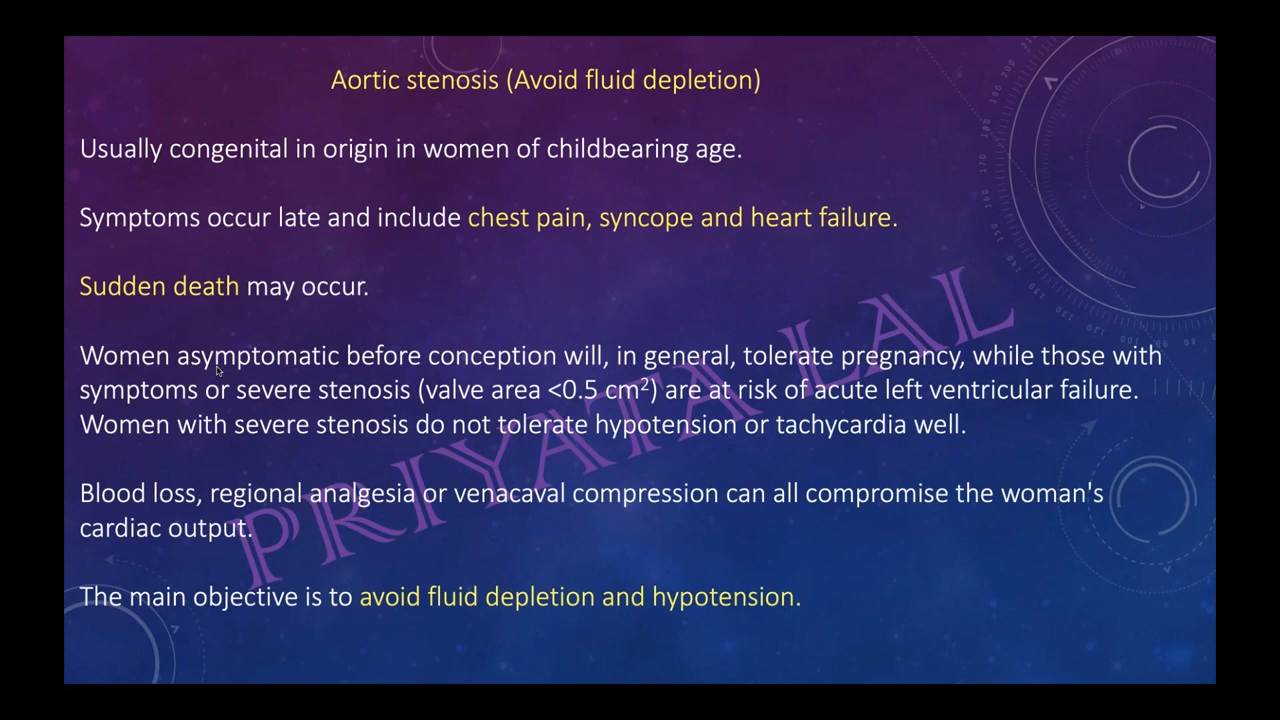 Aortic stenosis (Avoid fluid depletion)
Usually congenital in origin in women of childbearing age.
Symptoms occur late and include chest pain, syncope and heart failure.
Sudden death may occur.
Women asymptomatic before conception will, in general, tolerate pregnancy, while those with
symptoms or severe stenosis (valve area <0.5 cm²) are at risk of acute left ventricular failure.
Women with severe stenosis do not tolerate hypotension or tachycardia well.
Blood loss, regional analgesia or venacaval compression can all compromise the woman's
cardiac output.
The main objective is to avoid fluid depletion and hypotension.
PRIYATA LAL